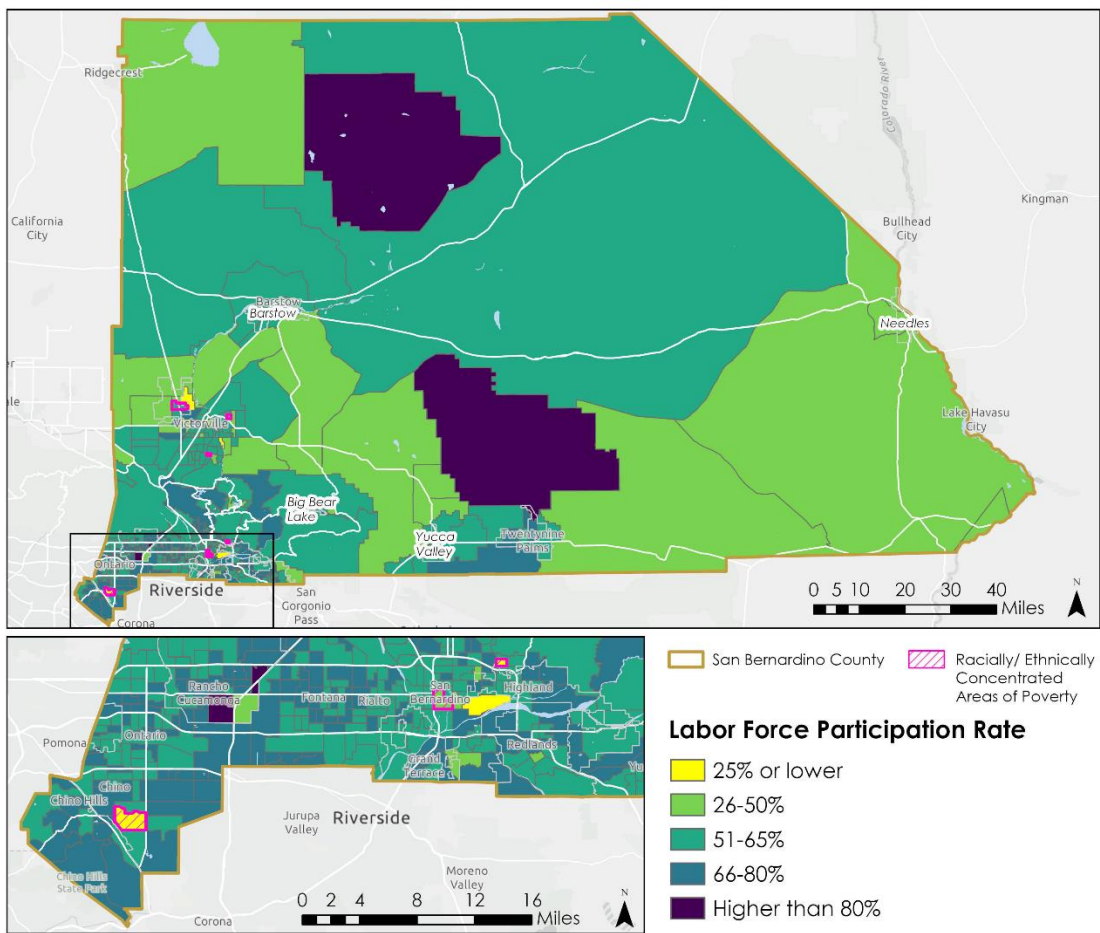 Ridgecrest
Colorado River
California
City
Kingman
Bullhead
City
Barstow
Barstow
Needles
Lake Havasu
City
Victorville
Big Bear
Lake
Yucca
Valley
Twentynine
Palms
Ontario
Riverside
San
Gorgonio
Pass
Corona
0 5 10 20 30 40
Miles
N
San Bernardino County
Racially/ Ethnically
Concentrated
Areas of Poverty
Labor Force Participation Rate
25% or lower
26-50%
51-65%
66-80%
Higher than 80%
Rancho
Cucamonga
Fontana
Rialto
San
Bernardino
Highland
Pomona
Ontario
Grand
Terrace
Redlands
Yu
Chino
Chino Hills
Jurupa
Valley
Riverside
Chino Hills
State Park
Moreno
Valley
Corona
0 2 4 8 12 16
Miles
N